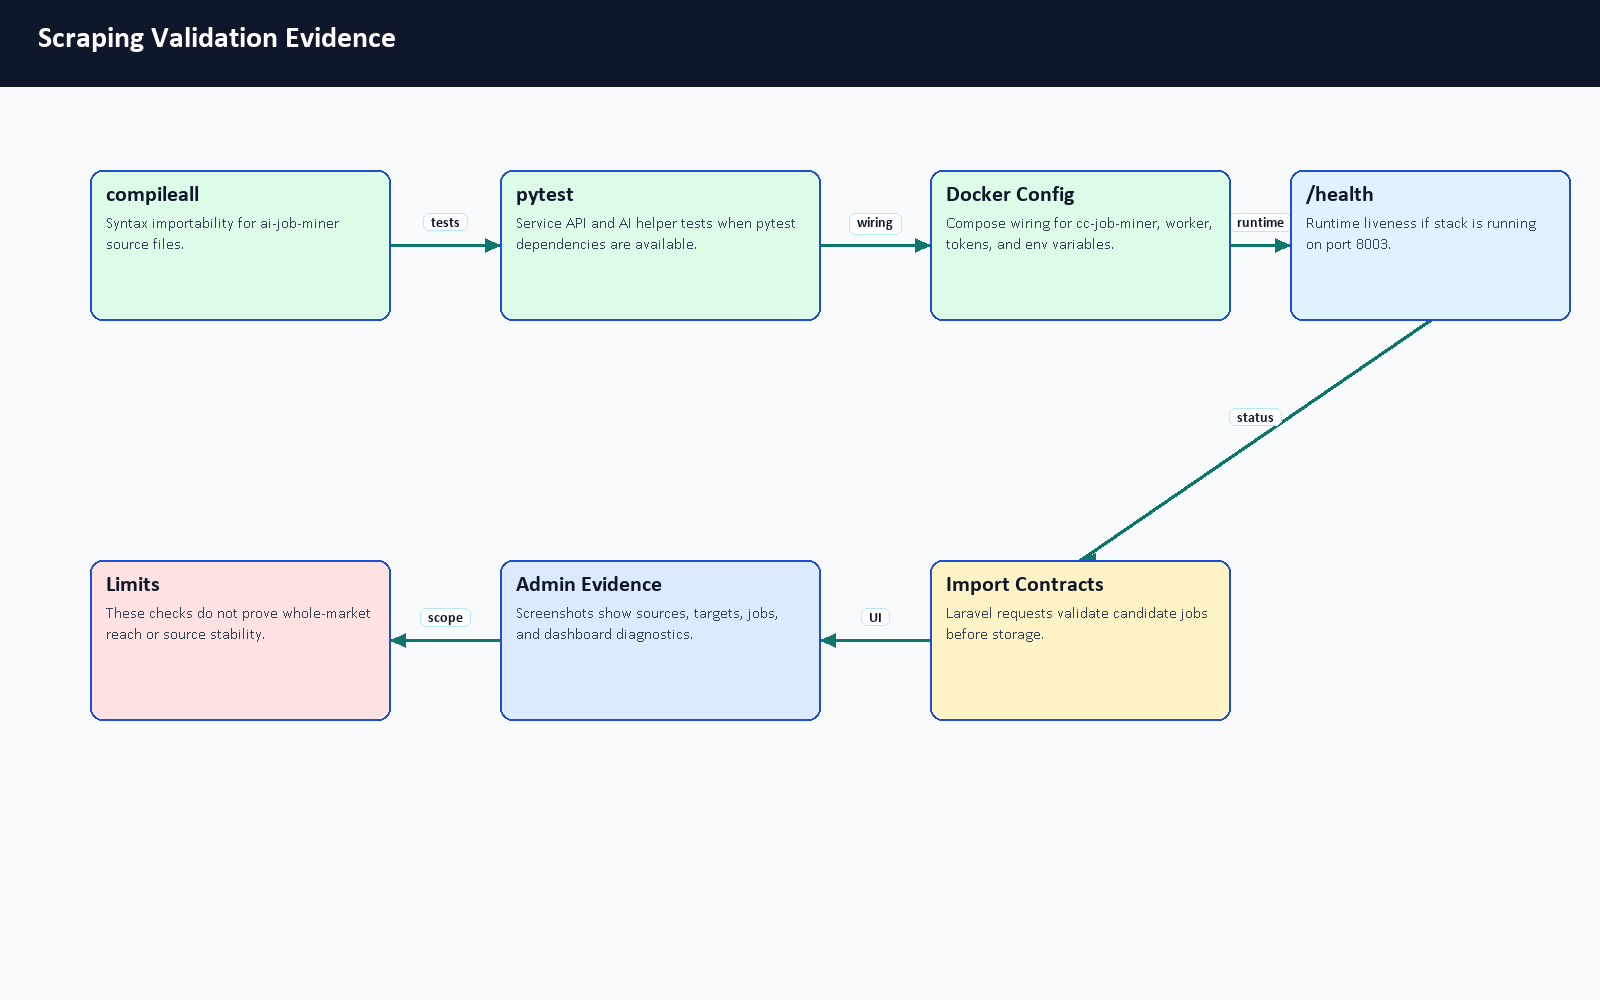 Scraping Validation Evidence
compileall
Syntax importability for ai-job-miner
source files.
tests
pytest
Service API and AI helper tests when pytest
dependencies are available.
wiring
Docker Config
Compose wiring for cc-job-miner, worker,
tokens, and env variables.
runtime
/health
Runtime liveness if stack is running
on port 8003.
status
Limits
These checks do not prove whole-market
reach or source stability.
scope
Admin Evidence
Screenshots show sources, targets, jobs,
and dashboard diagnostics.
UI
Import Contracts
Laravel requests validate candidate jobs
before storage.